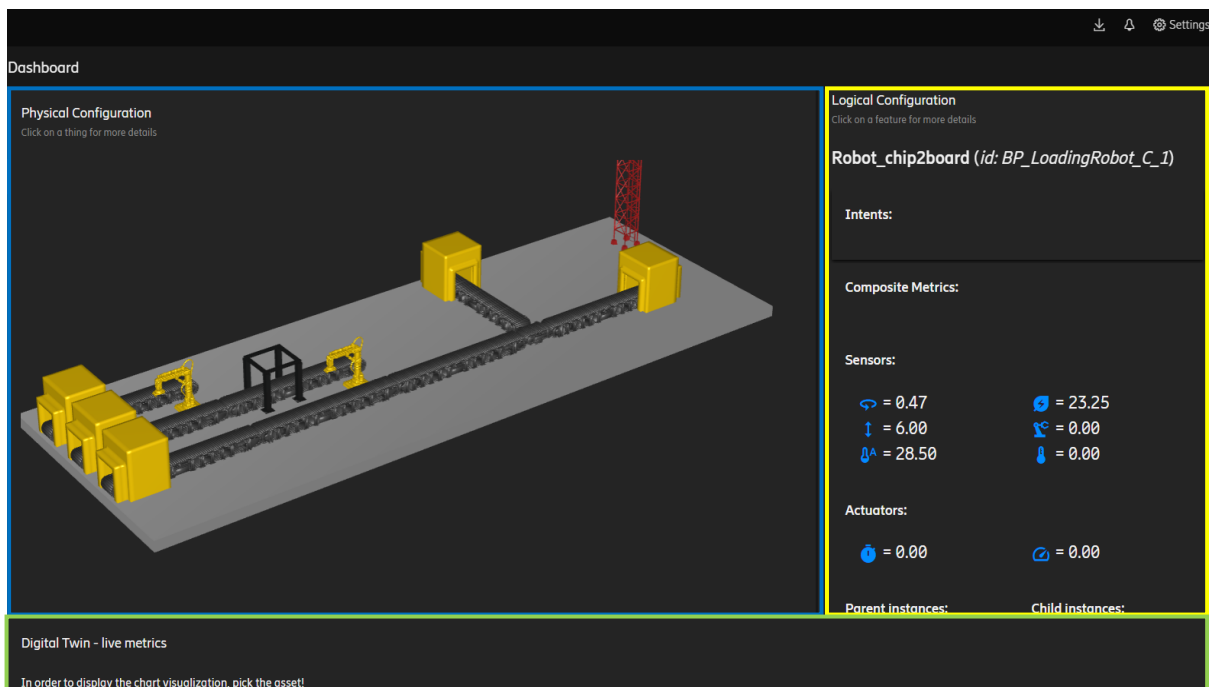 Settings
Dashboard
Physical Configuration
Click on a thing for more details
Logical Configuration
Click on a feature for more details
Robot_chip2board (id: BP_LoadingRobot_C_1)
Intents:
Composite Metrics:
Sensors:
= 0.47
= 23.25
= 6.00
C = 0.00
A = 28.50
= 0.00
Actuators:
= 0.00
= 0.00
Parent instances:
Child instances:
Digital Twin - live metrics
In order to display the chart visualization, pick the asset!